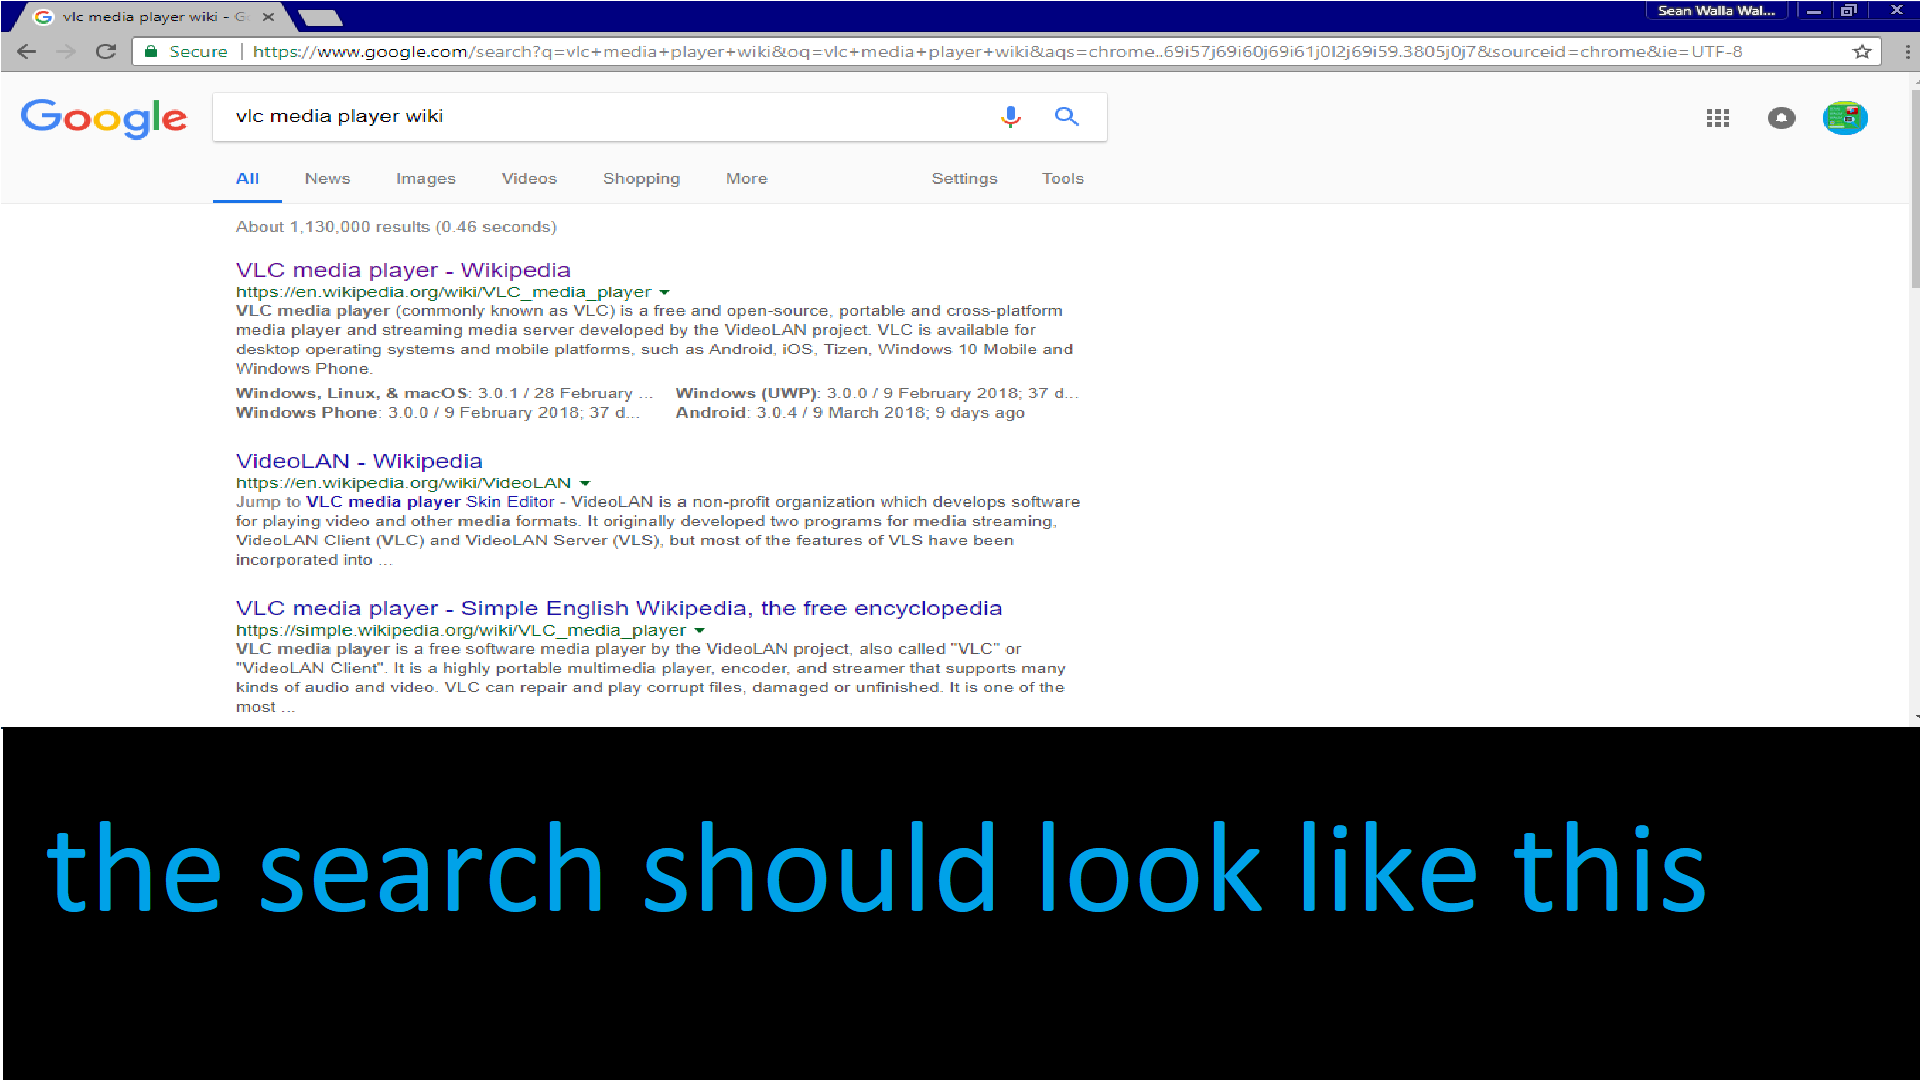 vlc media player wiki - G
Sean Walla Wal...
Secure | https://www.google.com/search?q=vlc+media+player+wiki&oq=vlc+media+player+wiki&aqs=chrome..69i57j69i60j69i61j0l2j69i59.3805j0j7&sourceid=chrome&ie=UTF-8
Google
vlc media player wiki
All News Images Videos Shopping More Settings Tools
About 1,130,000 results (0.46 seconds)
VLC media player - Wikipedia
https://en.wikipedia.org/wiki/VLC_media_player
VLC media player (commonly known as VLC) is a free and open-source, portable and cross-platform
media player and streaming media server developed by the VideoLAN project. VLC is available for
desktop operating systems and mobile platforms, such as Android, iOS, Tizen, Windows 10 Mobile and
Windows Phone.
Windows, Linux, & macOS: 3.0.1 / 28 February ... Windows (UWP): 3.0.0 / 9 February 2018; 37 d...
Windows Phone: 3.0.0 / 9 February 2018; 37 d... Android: 3.0.4 / 9 March 2018; 9 days ago
VideoLAN - Wikipedia
https://en.wikipedia.org/wiki/VideoLAN
Jump to VLC media player Skin Editor - VideoLAN is a non-profit organization which develops software
for playing video and other media formats. It originally developed two programs for media streaming,
VideoLAN Client (VLC) and VideoLAN Server (VLS), but most of the features of VLS have been
incorporated into ...
VLC media player - Simple English Wikipedia, the free encyclopedia
https://simple.wikipedia.org/wiki/VLC_media_player
VLC media player is a free software media player by the VideoLAN project, also called "VLC" or
"VideoLAN Client". It is a highly portable multimedia player, encoder, and streamer that supports many
kinds of audio and video. VLC can repair and play corrupt files, damaged or unfinished. It is one of the
most ...
the search should look like this